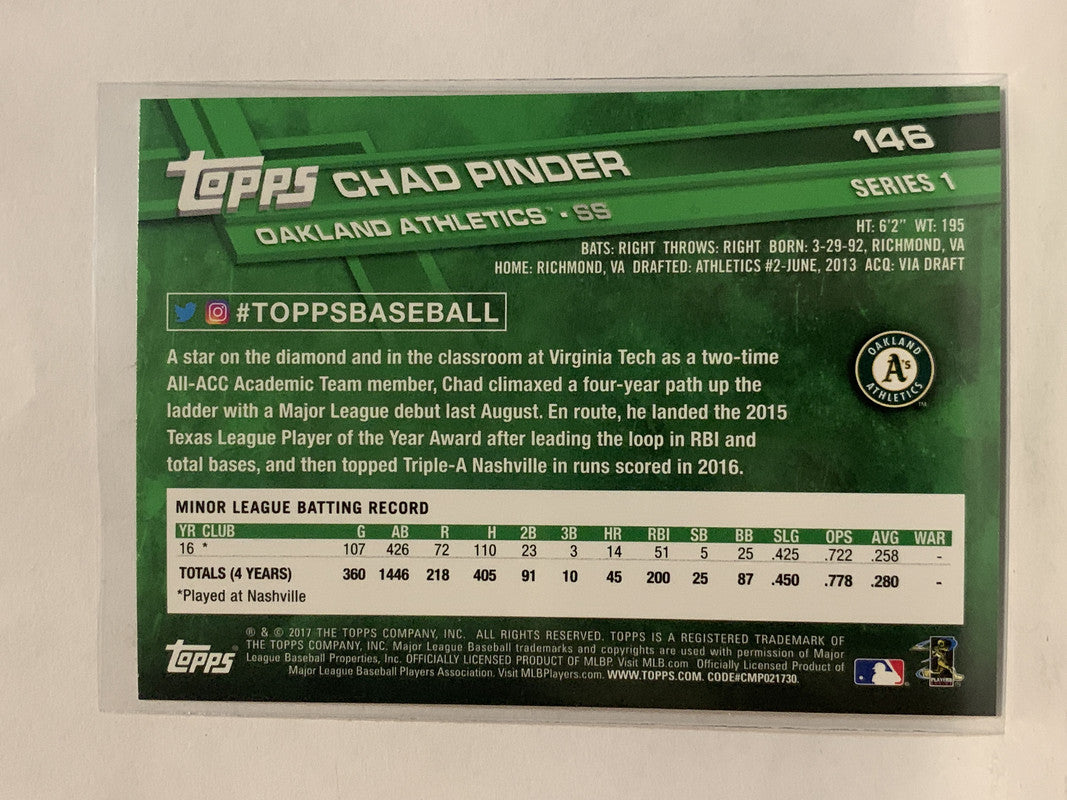 146
TOPPS CHAD PINDER
SERIES 1
OAKLAND ATHLETICS™ • SS
HT: 6'2" WT: 195
BATS: RIGHT THROWS: RIGHT BORN: 3-29-92, RICHMOND, VA
HOME: RICHMOND, VA DRAFTED: ATHLETICS #2-JUNE, 2013 ACQ: VIA DRAFT
#TOPPSBASEBALL
A star on the diamond and in the classroom at Virginia Tech as a two-time
All-ACC Academic Team member, Chad climaxed a four-year path up the
ladder with a Major League debut last August. En route, he landed the 2015
Texas League Player of the Year Award after leading the loop in RBI and
total bases, and then topped Triple-A Nashville in runs scored in 2016.
OAKLAND
A's
ATHLETICS
TM
MINOR LEAGUE BATTING RECORD
YR CLUB G AB R H 2B 3B HR RBI SB BB SLG OPS AVG WAR
16 * 107 426 72 110 23 3 14 51 5 25 .425 .722 .258 -
TOTALS (4 YEARS) 360 1446 218 405 91 10 45 200 25 87 .450 .778 .280 -
*Played at Nashville
TOPPS®
® & © 2017 THE TOPPS COMPANY, INC. ALL RIGHTS RESERVED. TOPPS IS A REGISTERED TRADEMARK OF
THE TOPPS COMPANY, INC. Major League Baseball trademarks and copyrights are used with permission of Major
League Baseball Properties, Inc. OFFICIALLY LICENSED PRODUCT OF MLBP. Visit MLB.com Officially Licensed Product of
Major League Baseball Players Association. Visit MLBPlayers.com. WWW.TOPPS.COM. CODE#CMP021730.
PLAYERS